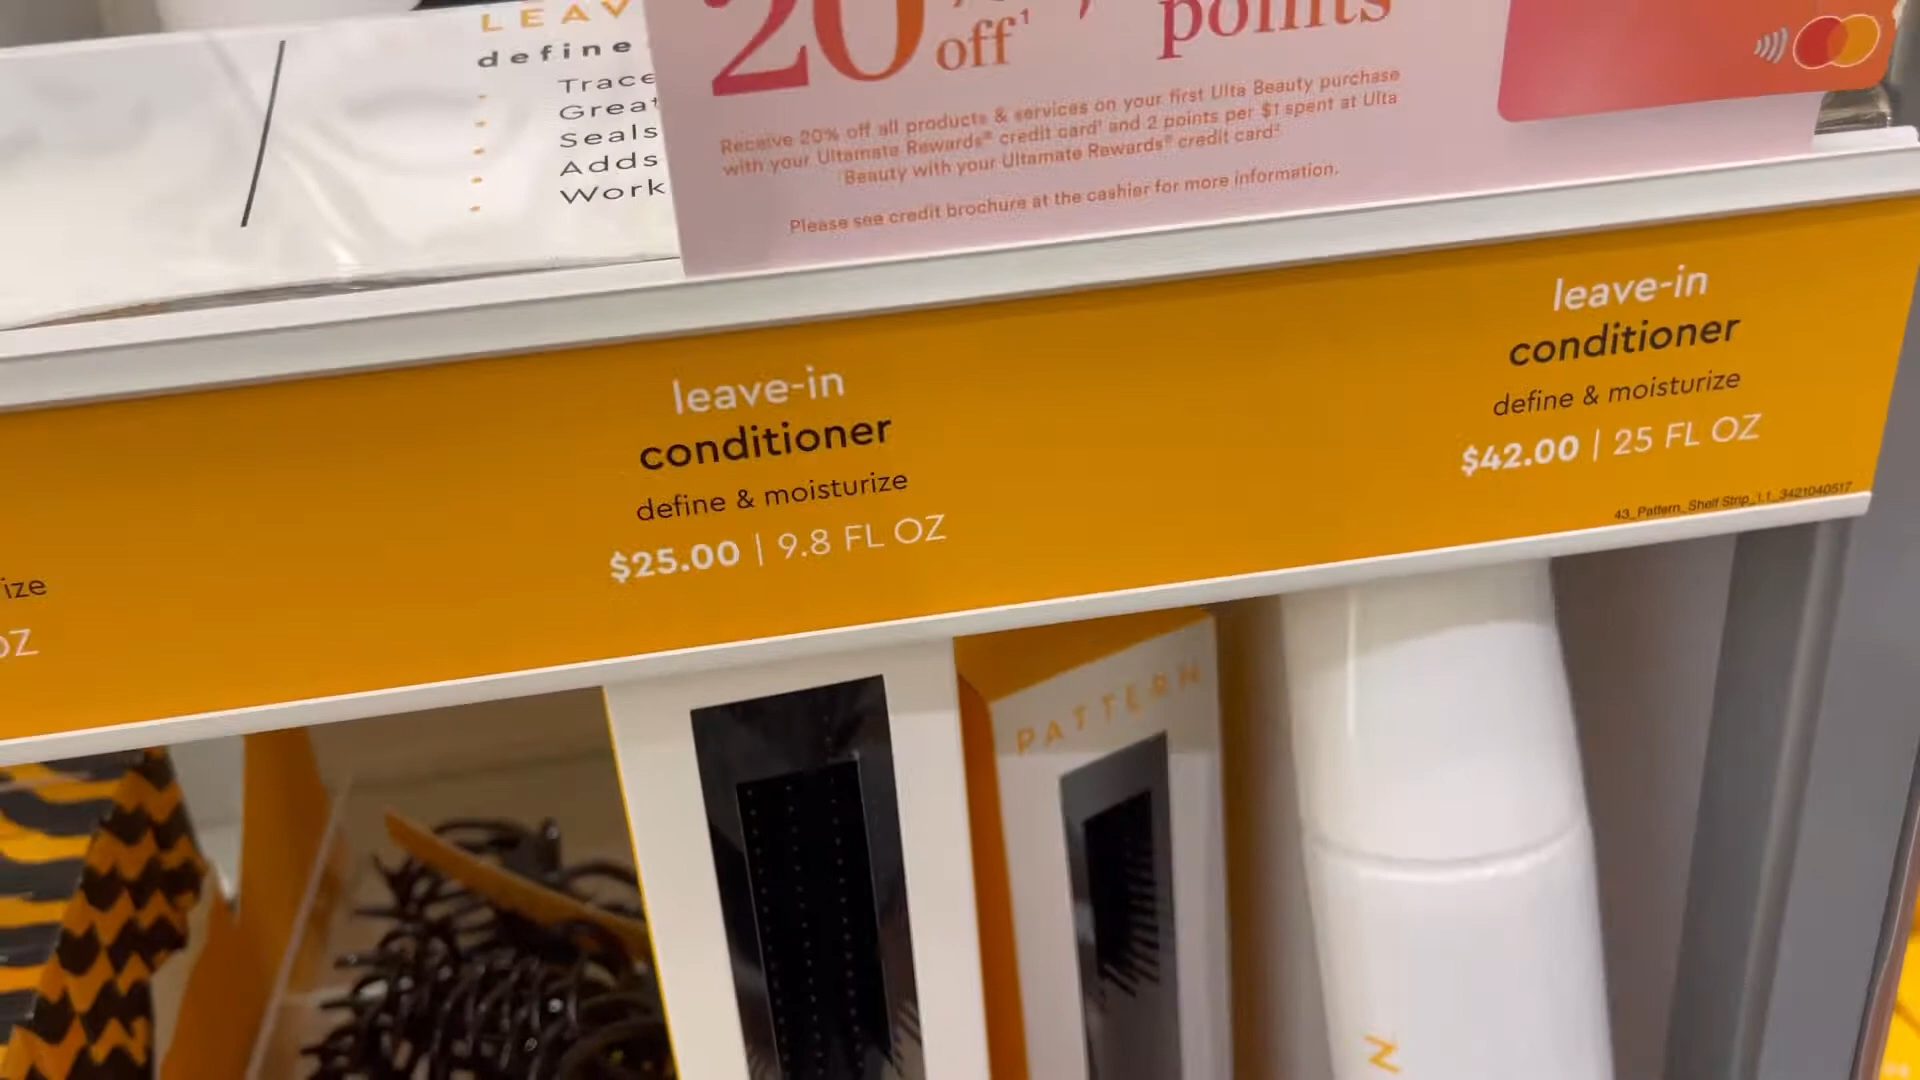 LEAV
define
Trace
Great
Seals
Adds
Work
20%
off¹
points
Receive 20% off all products & services on your first Ulta Beauty purchase
with your Ultamate Rewards® credit card¹ and 2 points per $1 spent at Ulta
Beauty with your Ultamate Rewards® credit card²
Please see credit brochure at the cashier for more information.
leave-in
conditioner
define & moisturize
$25.00 | 9.8 FL OZ
leave-in
conditioner
define & moisturize
$42.00 | 25 FL OZ
43_Pattern_Shelf Strip_1.1_3421040517
ize
OZ
PATTERN
N